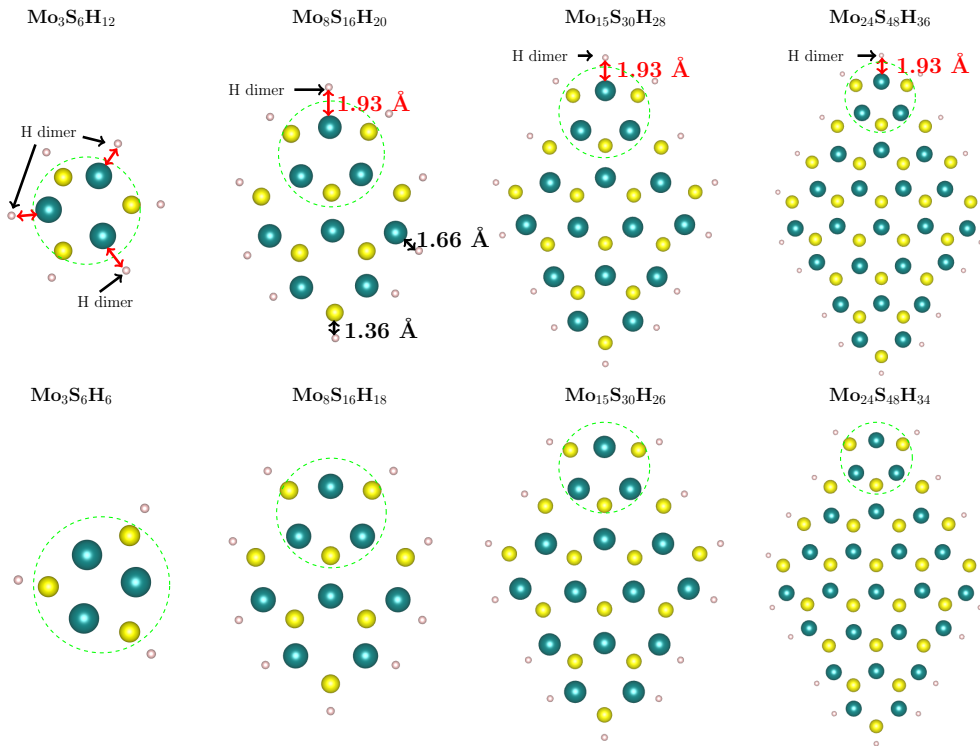 Mo₃S₆H₁₂
Mo₈S₁₆H₂₀
Mo₁₅S₃₀H₂₈
Mo₂₄S₄₈H₃₆
H dimer
1.93 Å
H dimer
1.93 Å
H dimer
1.93 Å
H dimer
H dimer
1.66 Å
1.36 Å
Mo₃S₆H₆
Mo₈S₁₆H₁₈
Mo₁₅S₃₀H₂₆
Mo₂₄S₄₈H₃₄